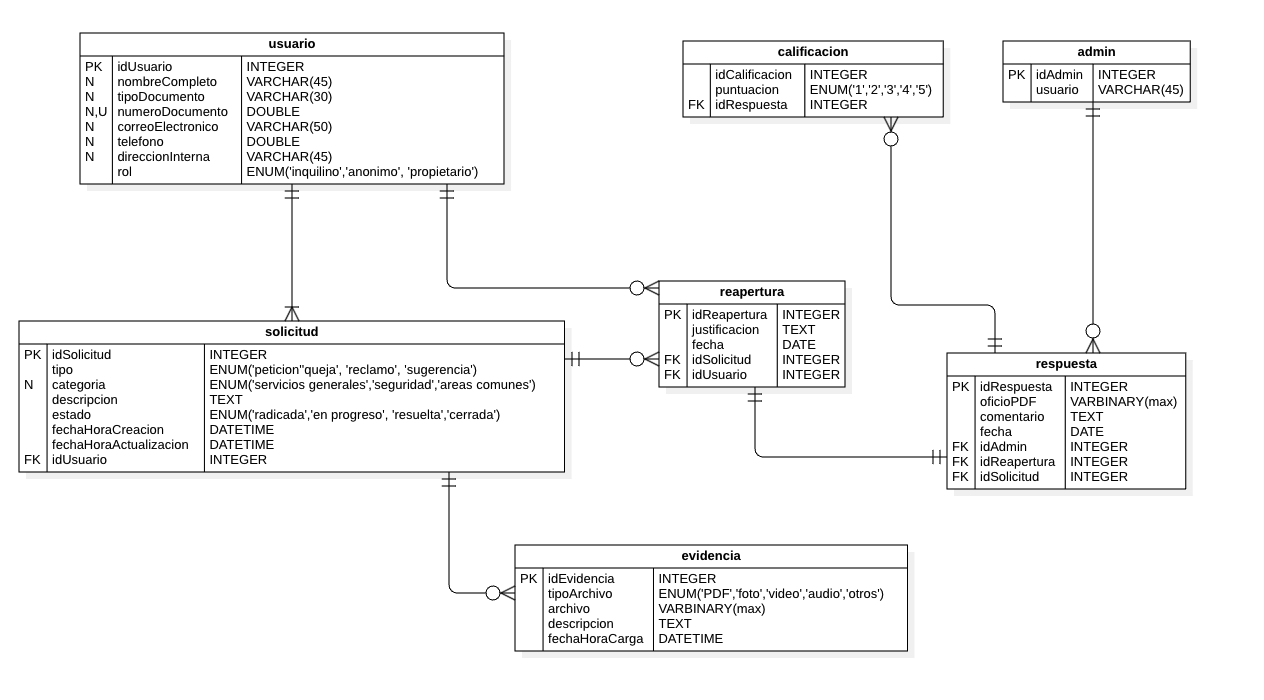 usuario
PK idUsuario INTEGER
N nombreCompleto VARCHAR(45)
N tipoDocumento VARCHAR(30)
N,U numeroDocumento DOUBLE
N correoElectronico VARCHAR(50)
N telefono DOUBLE
N direccionInterna VARCHAR(45)
rol ENUM('inquilino','anonimo', 'propietario')
calificacion
idCalificacion INTEGER
puntuacion ENUM('1','2','3','4','5')
FK idRespuesta INTEGER
admin
PK idAdmin INTEGER
usuario VARCHAR(45)
reapertura
PK idReapertura INTEGER
justificacion TEXT
fecha DATE
FK idSolicitud INTEGER
FK idUsuario INTEGER
solicitud
PK idSolicitud INTEGER
tipo ENUM('peticion''queja', 'reclamo', 'sugerencia')
N categoria ENUM('servicios generales','seguridad','areas comunes')
descripcion TEXT
estado ENUM('radicada','en progreso', 'resuelta','cerrada')
fechaHoraCreacion DATETIME
fechaHoraActualizacion DATETIME
FK idUsuario INTEGER
respuesta
PK idRespuesta INTEGER
oficioPDF VARBINARY(max)
comentario TEXT
fecha DATE
FK idAdmin INTEGER
FK idReapertura INTEGER
FK idSolicitud INTEGER
evidencia
PK idEvidencia INTEGER
tipoArchivo ENUM('PDF','foto','video','audio','otros')
archivo VARBINARY(max)
descripcion TEXT
fechaHoraCarga DATETIME